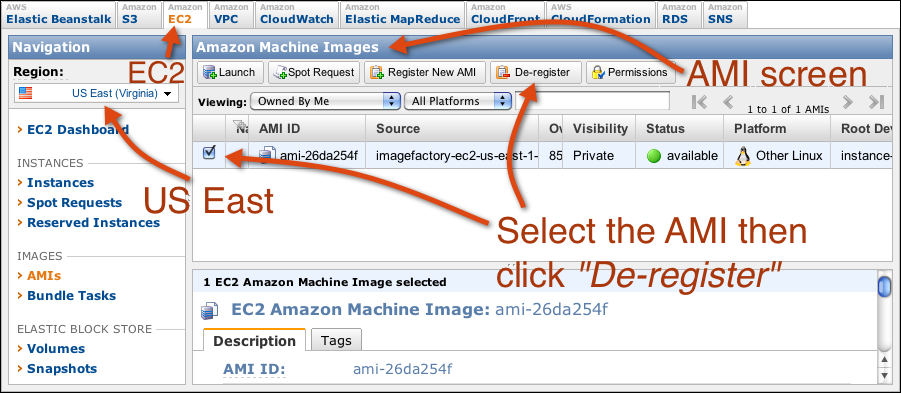 AWS Amazon Amazon Amazon Amazon Amazon Amazon AWS Amazon Amazon
Elastic Beanstalk S3 EC2 VPC CloudWatch Elastic MapReduce CloudFront CloudFormation RDS SNS
Navigation
Region:
US East (Virginia)
EC2 Dashboard
INSTANCES
Instances
Spot Requests
Reserved Instances
IMAGES
AMIs
Bundle Tasks
ELASTIC BLOCK STORE
Volumes
Snapshots
EC2
US East
Amazon Machine Images
Launch Spot Request Register New AMI De-register Permissions
AMI screen
Viewing: Owned By Me All Platforms 1 to 1 of 1 AMIs
AMI ID Source Visibility Status Platform Root Dev
ami-26da254f imagefactory-ec2-us-east-1- 85 Private available Other Linux instance-
Select the AMI then
click "De-register"
1 EC2 Amazon Machine Image selected
EC2 Amazon Machine Image: ami-26da254f
Description Tags
AMI ID: ami-26da254f